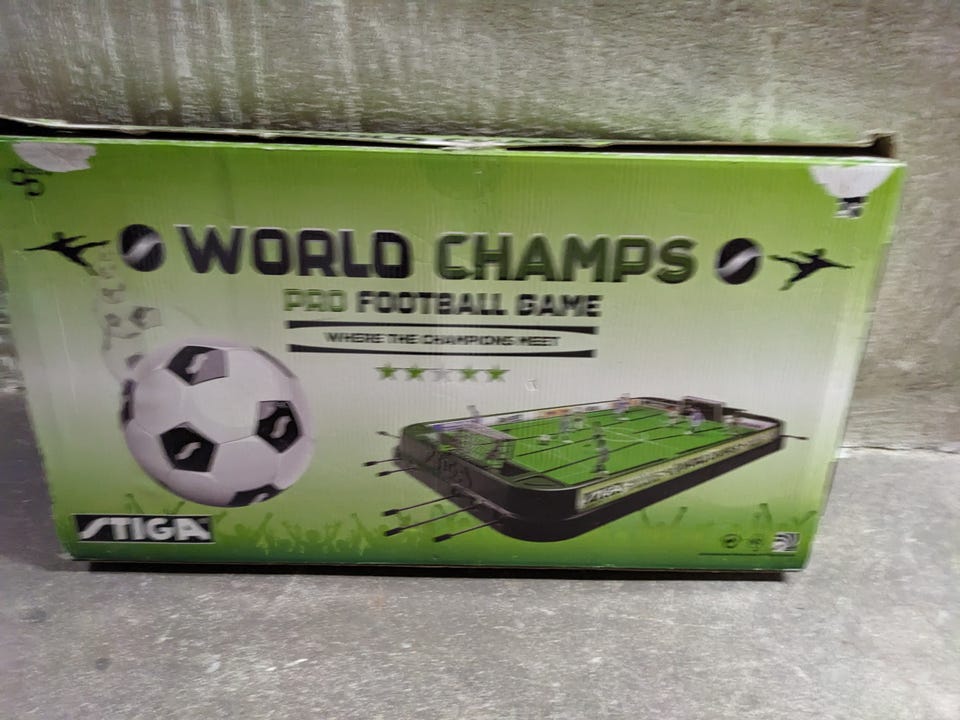 WORLD CHAMPS
PRO FOOTBALL GAME
WHERE THE CHAMPIONS MEET
STIGA